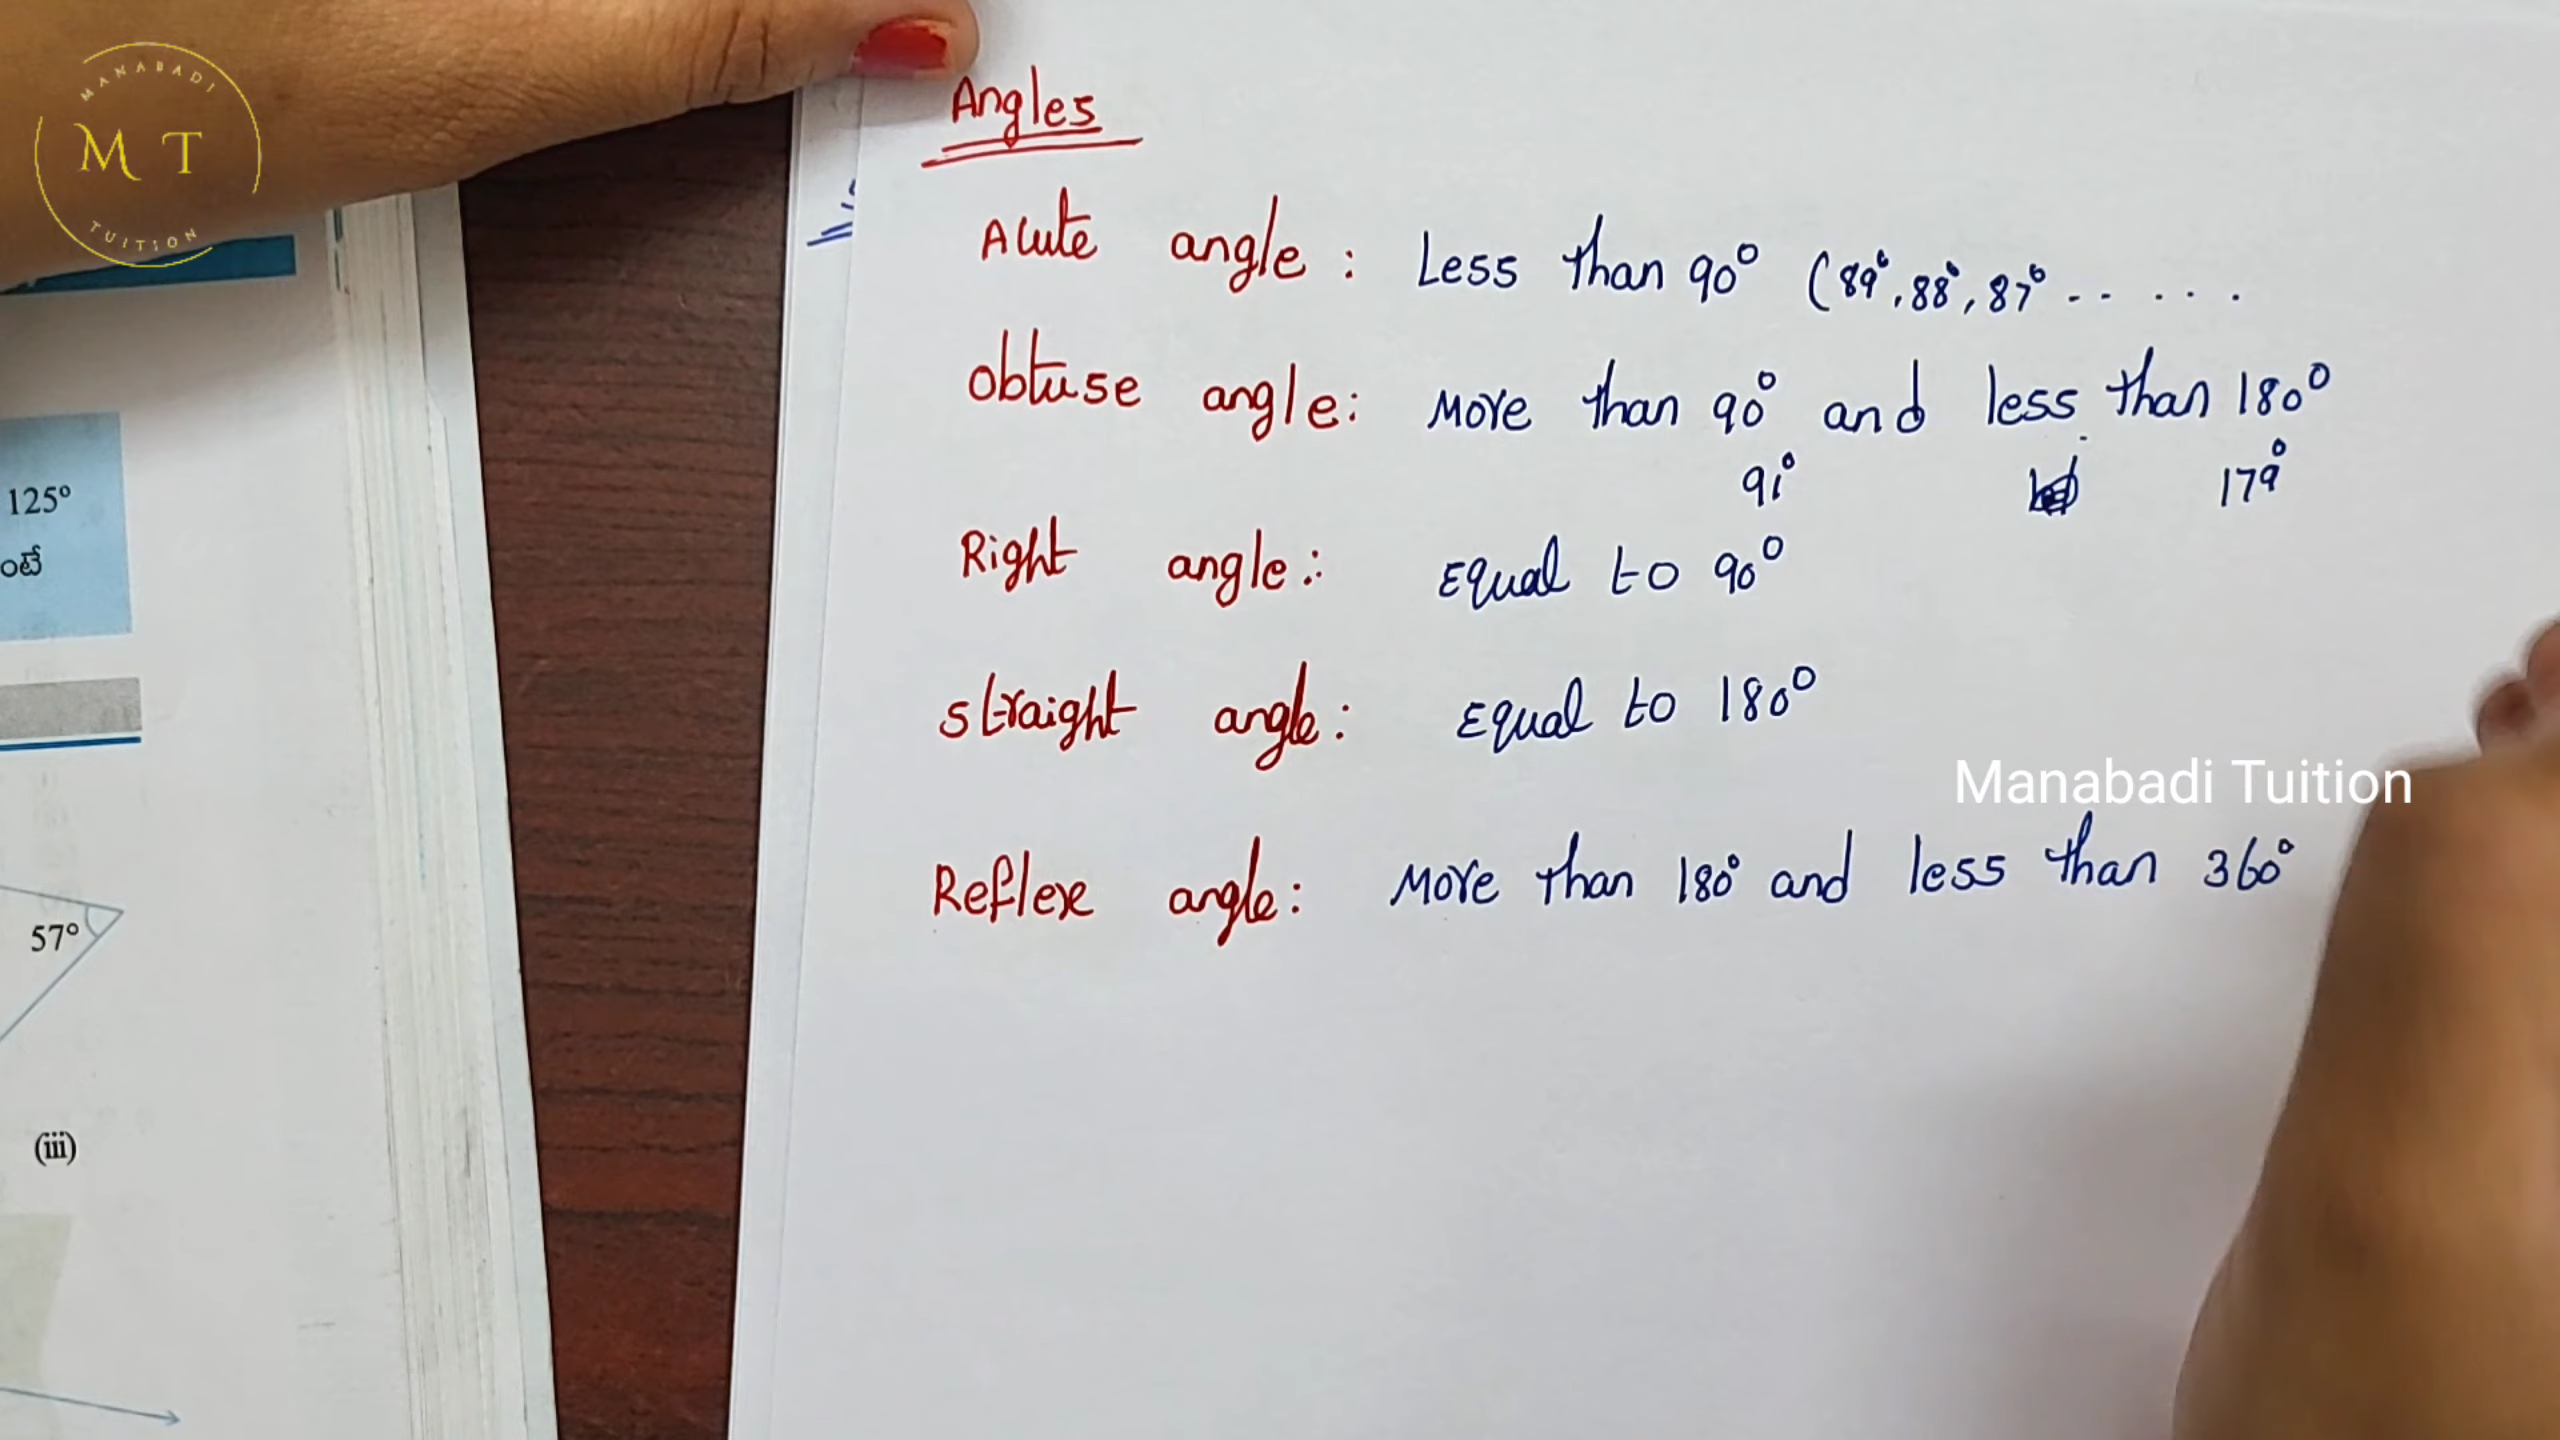 MANABADI
M T
TUITION
Angles
Acute angle : Less than 90° (89°, 88°, 87° . . . . . .
Obtuse angle: More than 90° and less than 180°
91° 179°
Right angle: Equal to 90°
Straight angle: Equal to 180°
Manabadi Tuition
Reflexe angle: More than 180° and less than 360°
125°
ంటే
57°
(iii)